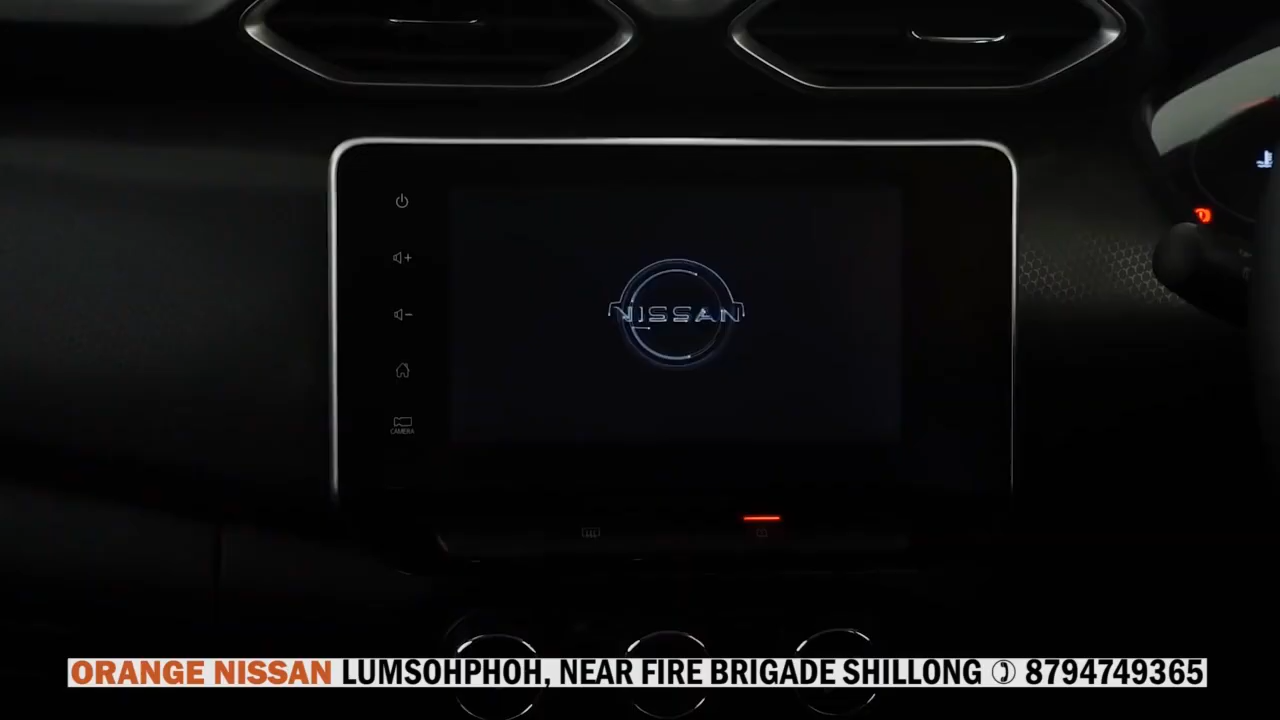 NISSAN
CAMERA
ORANGE NISSAN LUMSOHPHOH, NEAR FIRE BRIGADE SHILLONG ✆ 8794749365